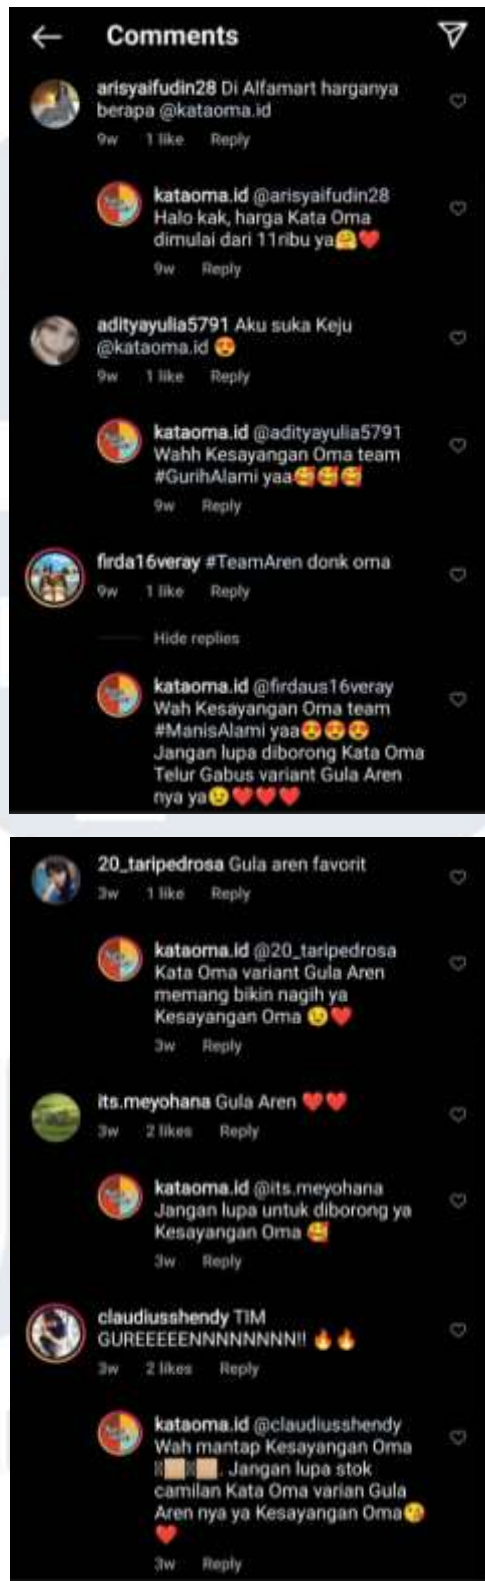 Comments
arisyaifudin28 Di Alfamart harganya
berapa @kataoma.id
9w 1 like Reply
kataoma.id @arisyaifudin28
Halo kak, harga Kata Oma
dimulai dari 11ribu ya🤗❤️
9w Reply
adityayulia5791 Aku suka Keju
@kataoma.id 😍
9w 1 like Reply
kataoma.id @adityayulia5791
Wahh Kesayangan Oma team
#GurihAlami yaa🥰🥰🥰
9w Reply
firda16veray #TeamAren donk oma
9w 1 like Reply
Hide replies
kataoma.id @firdaus16veray
Wah Kesayangan Oma team
#ManisAlami yaa😍😍😍
Jangan lupa diborong Kata Oma
Telur Gabus variant Gula Aren
nya ya😉❤️❤️❤️
20_taripedrosa Gula aren favorit
3w 1 like Reply
kataoma.id @20_taripedrosa
Kata Oma variant Gula Aren
memang bikin nagih ya
Kesayangan Oma 😉❤️
3w Reply
its.meyohana Gula Aren ❤️❤️
3w 2 likes Reply
kataoma.id @its.meyohana
Jangan lupa untuk diborong ya
Kesayangan Oma 🥰
3w Reply
claudiusshendy TIM
GUREEEEENNNNNNNN!! 🔥🔥
3w 2 likes Reply
kataoma.id @claudiusshendy
Wah mantap Kesayangan Oma
. Jangan lupa stok
camilan Kata Oma varian Gula
Aren nya ya Kesayangan Oma😘
❤️
3w Reply